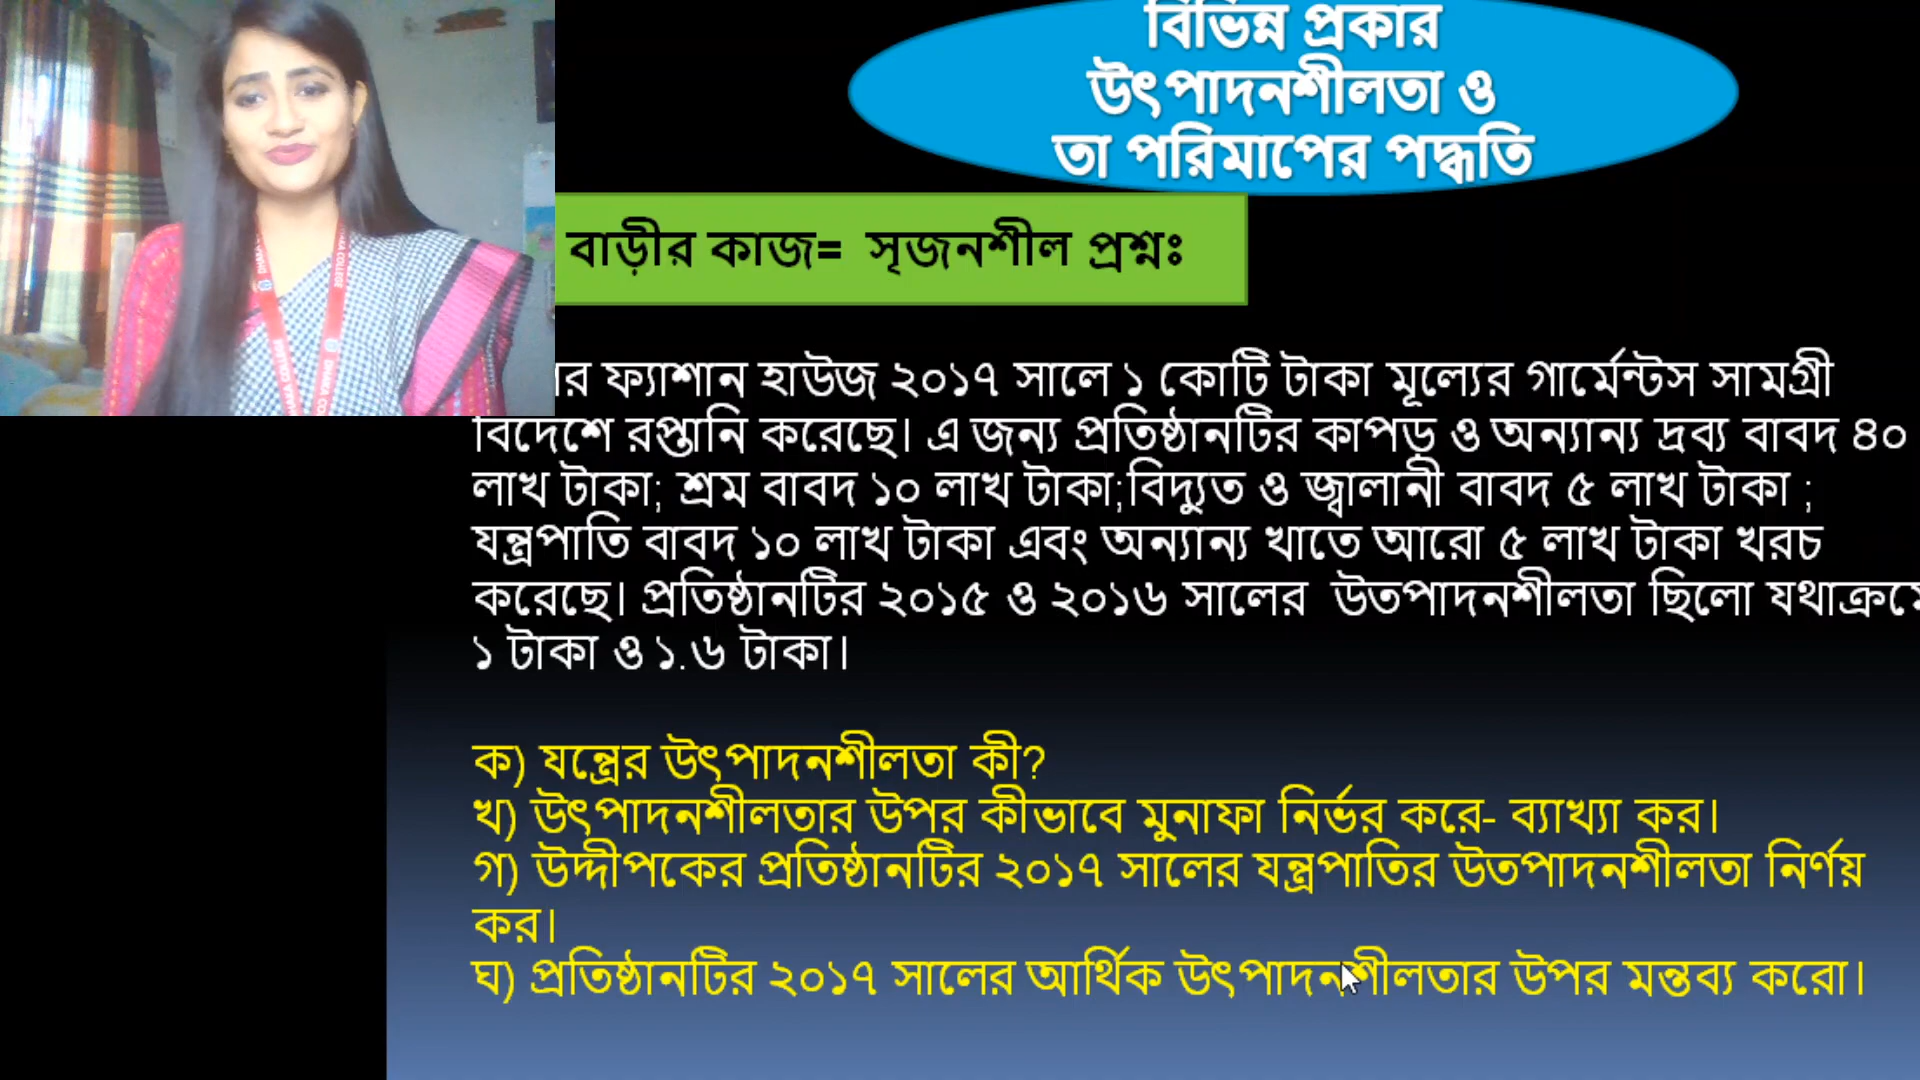 বিভিন্ন প্রকার
উৎপাদনশীলতা ও
তা পরিমাপের পদ্ধতি
বাড়ীর কাজ= সৃজনশীল প্রশ্নঃ
ফ্যাশান হাউজ ২০১৭ সালে ১ কোটি টাকা মূল্যের গার্মেন্টস সামগ্রী
বিদেশে রপ্তানি করেছে। এ জন্য প্রতিষ্ঠানটির কাপড় ও অন্যান্য দ্রব্য বাবদ ৪০
লাখ টাকা; শ্রম বাবদ ১০ লাখ টাকা;বিদ্যুত ও জ্বালানী বাবদ ৫ লাখ টাকা ;
যন্ত্রপাতি বাবদ ১০ লাখ টাকা এবং অন্যান্য খাতে আরো ৫ লাখ টাকা খরচ
করেছে। প্রতিষ্ঠানটির ২০১৫ ও ২০১৬ সালের উতপাদনশীলতা ছিলো যথাক্রমে
১ টাকা ও ১.৬ টাকা।
ক) যন্ত্রের উৎপাদনশীলতা কী?
খ) উৎপাদনশীলতার উপর কীভাবে মুনাফা নির্ভর করে- ব্যাখ্যা কর।
গ) উদ্দীপকের প্রতিষ্ঠানটির ২০১৭ সালের যন্ত্রপাতির উতপাদনশীলতা নির্ণয়
কর।
ঘ) প্রতিষ্ঠানটির ২০১৭ সালের আর্থিক উৎপাদনশীলতার উপর মন্তব্য করো।